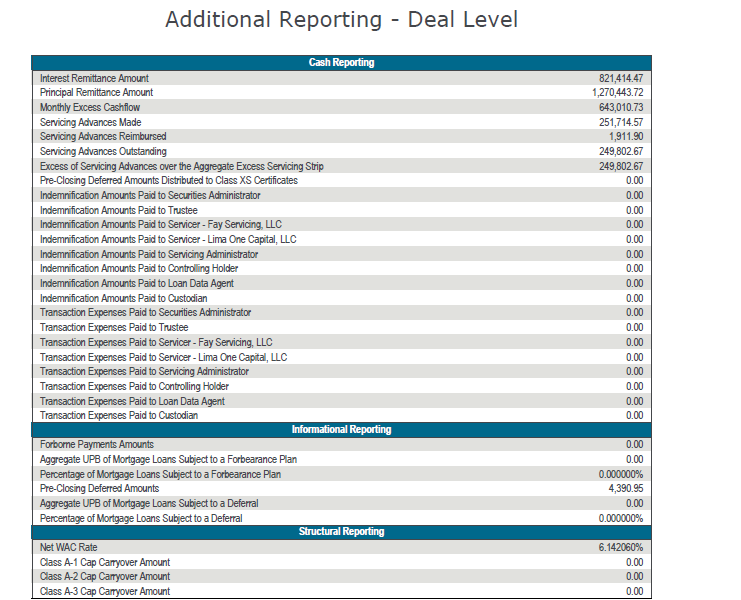 Additional Reporting - Deal Level
Cash Reporting
Interest Remittance Amount 821,414.47
Principal Remittance Amount 1,270,443.72
Monthly Excess Cashflow 643,010.73
Servicing Advances Made 251,714.57
Servicing Advances Reimbursed 1,911.90
Servicing Advances Outstanding 249,802.67
Excess of Servicing Advances over the Aggregate Excess Servicing Strip 249,802.67
Pre-Closing Deferred Amounts Distributed to Class XS Certificates 0.00
Indemnification Amounts Paid to Securities Administrator 0.00
Indemnification Amounts Paid to Trustee 0.00
Indemnification Amounts Paid to Servicer - Fay Servicing, LLC 0.00
Indemnification Amounts Paid to Servicer - Lima One Capital, LLC 0.00
Indemnification Amounts Paid to Servicing Administrator 0.00
Indemnification Amounts Paid to Controlling Holder 0.00
Indemnification Amounts Paid to Loan Data Agent 0.00
Indemnification Amounts Paid to Custodian 0.00
Transaction Expenses Paid to Securities Administrator 0.00
Transaction Expenses Paid to Trustee 0.00
Transaction Expenses Paid to Servicer - Fay Servicing, LLC 0.00
Transaction Expenses Paid to Servicer - Lima One Capital, LLC 0.00
Transaction Expenses Paid to Servicing Administrator 0.00
Transaction Expenses Paid to Controlling Holder 0.00
Transaction Expenses Paid to Loan Data Agent 0.00
Transaction Expenses Paid to Custodian 0.00
Informational Reporting
Forborne Payments Amounts 0.00
Aggregate UPB of Mortgage Loans Subject to a Forbearance Plan 0.00
Percentage of Mortgage Loans Subject to a Forbearance Plan 0.000000%
Pre-Closing Deferred Amounts 4,390.95
Aggregate UPB of Mortgage Loans Subject to a Deferral 0.00
Percentage of Mortgage Loans Subject to a Deferral 0.000000%
Structural Reporting
Net WAC Rate 6.142060%
Class A-1 Cap Carryover Amount 0.00
Class A-2 Cap Carryover Amount 0.00
Class A-3 Cap Carryover Amount 0.00